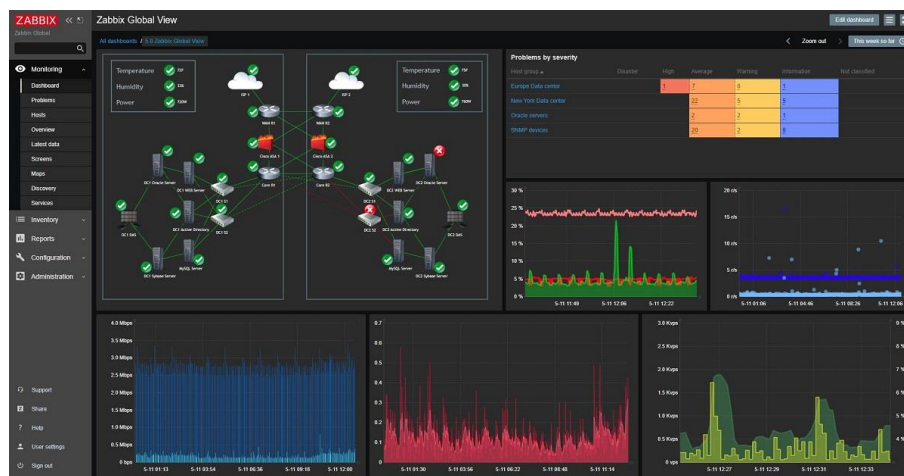 ZABBIX
Zabbix Global View
Edit dashboard
Zabbix Global
All dashboards / 5.0 Zabbix Global View
Zoom out
This week so far
Monitoring
Dashboard
Problems
Hosts
Overview
Latest data
Screens
Maps
Discovery
Services
Inventory
Reports
Configuration
Administration
Support
Share
Help
User settings
Sign out
Temperature
Humidity
Power
ISP 1
ISP 2
Temperature
Humidity
Power
Cisco ASA 1
Cisco ASA 2
Core R1
Core R2
DC1 Oracle Server
DC1 WEB Server
DC1 S1
DC1 Active Directory
DC1 S2
DC1 Sybase Server
MySQL Server
DC2 S1
DC2 WEB Server
DC2 Oracle Server
DC2 S2
DC2 Active Directory
MySQL Server
DC2 Sybase Server
Problems by severity
Host group ▲ Disaster High Average Warning Information Not classified
Europe Data center 1 7
New York Data center 22 5 5
Oracle servers 2 2 1
SNMP devices 20 2
30 %
25 %
20 %
15 %
10 %
5 %
0 %
5-11 11:49 5-11 12:06 5-11 12:22
20 r/s
15 r/s
10 r/s
5 r/s
0 r/s
5-11 01:06 5-11 04:46 5-11 08:26 5-11 12:06
4.0 Mbps
3.5 Mbps
3.0 Mbps
2.5 Mbps
2.0 Mbps
1.5 Mbps
1.0 Mbps
0.5 Mbps
0 bps
5-11 01:13 5-11 03:54 5-11 06:36 5-11 09:18 5-11 12:00
0.7
0.6
0.5
0.4
0.3
0.2
0.1
0
5-11 01:30 5-11 03:56 5-11 06:22 5-11 08:48 5-11 11:14
3.0 Kvps
2.5 Kvps
2.0 Kvps
1.5 Kvps
1.0 Kvps
0.5 Kvps
0 vps
5-11 12:27 5-11 12:29 5-11 12:31 5-11 12:33
9 %
8 %
7 %
6 %
5 %
4 %